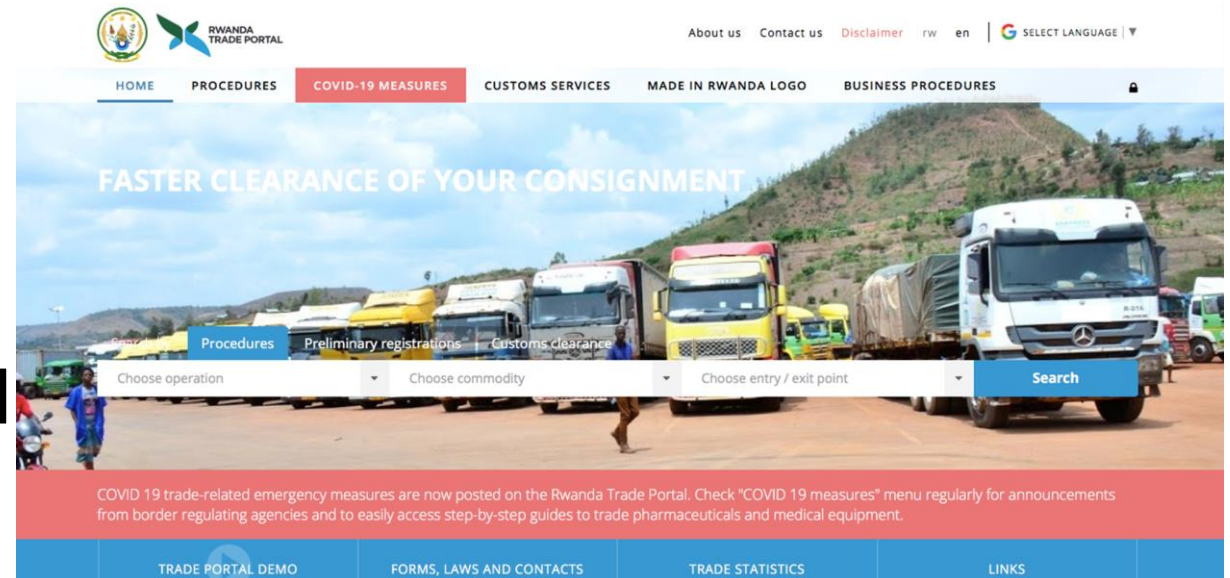 RWANDA
TRADE PORTAL
About us Contact us Disclaimer rw en G SELECT LANGUAGE ▼
HOME PROCEDURES COVID-19 MEASURES CUSTOMS SERVICES MADE IN RWANDA LOGO BUSINESS PROCEDURES
FASTER CLEARANCE OF YOUR CONSIGNMENT
Procedures Preliminary registrations Customs clearance
Choose operation Choose commodity Choose entry / exit point Search
COVID 19 trade-related emergency measures are now posted on the Rwanda Trade Portal. Check "COVID 19 measures" menu regularly for announcements
from border regulating agencies and to easily access step-by-step guides to trade pharmaceuticals and medical equipment.
TRADE PORTAL DEMO FORMS, LAWS AND CONTACTS TRADE STATISTICS LINKS